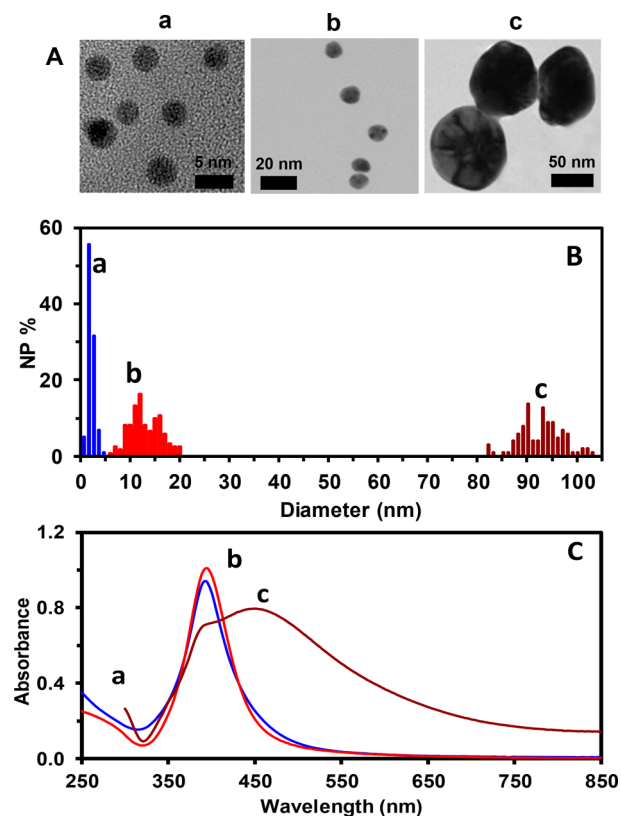 a b c
A
5 nm 20 nm 50 nm
60
40
20
0
NP %
a
b
c
B
0 10 20 30 40 50 60 70 80 90 100
Diameter (nm)
1.2
0.8
0.4
0.0
Absorbance
a
b
c
C
250 350 450 550 650 750 850
Wavelength (nm)